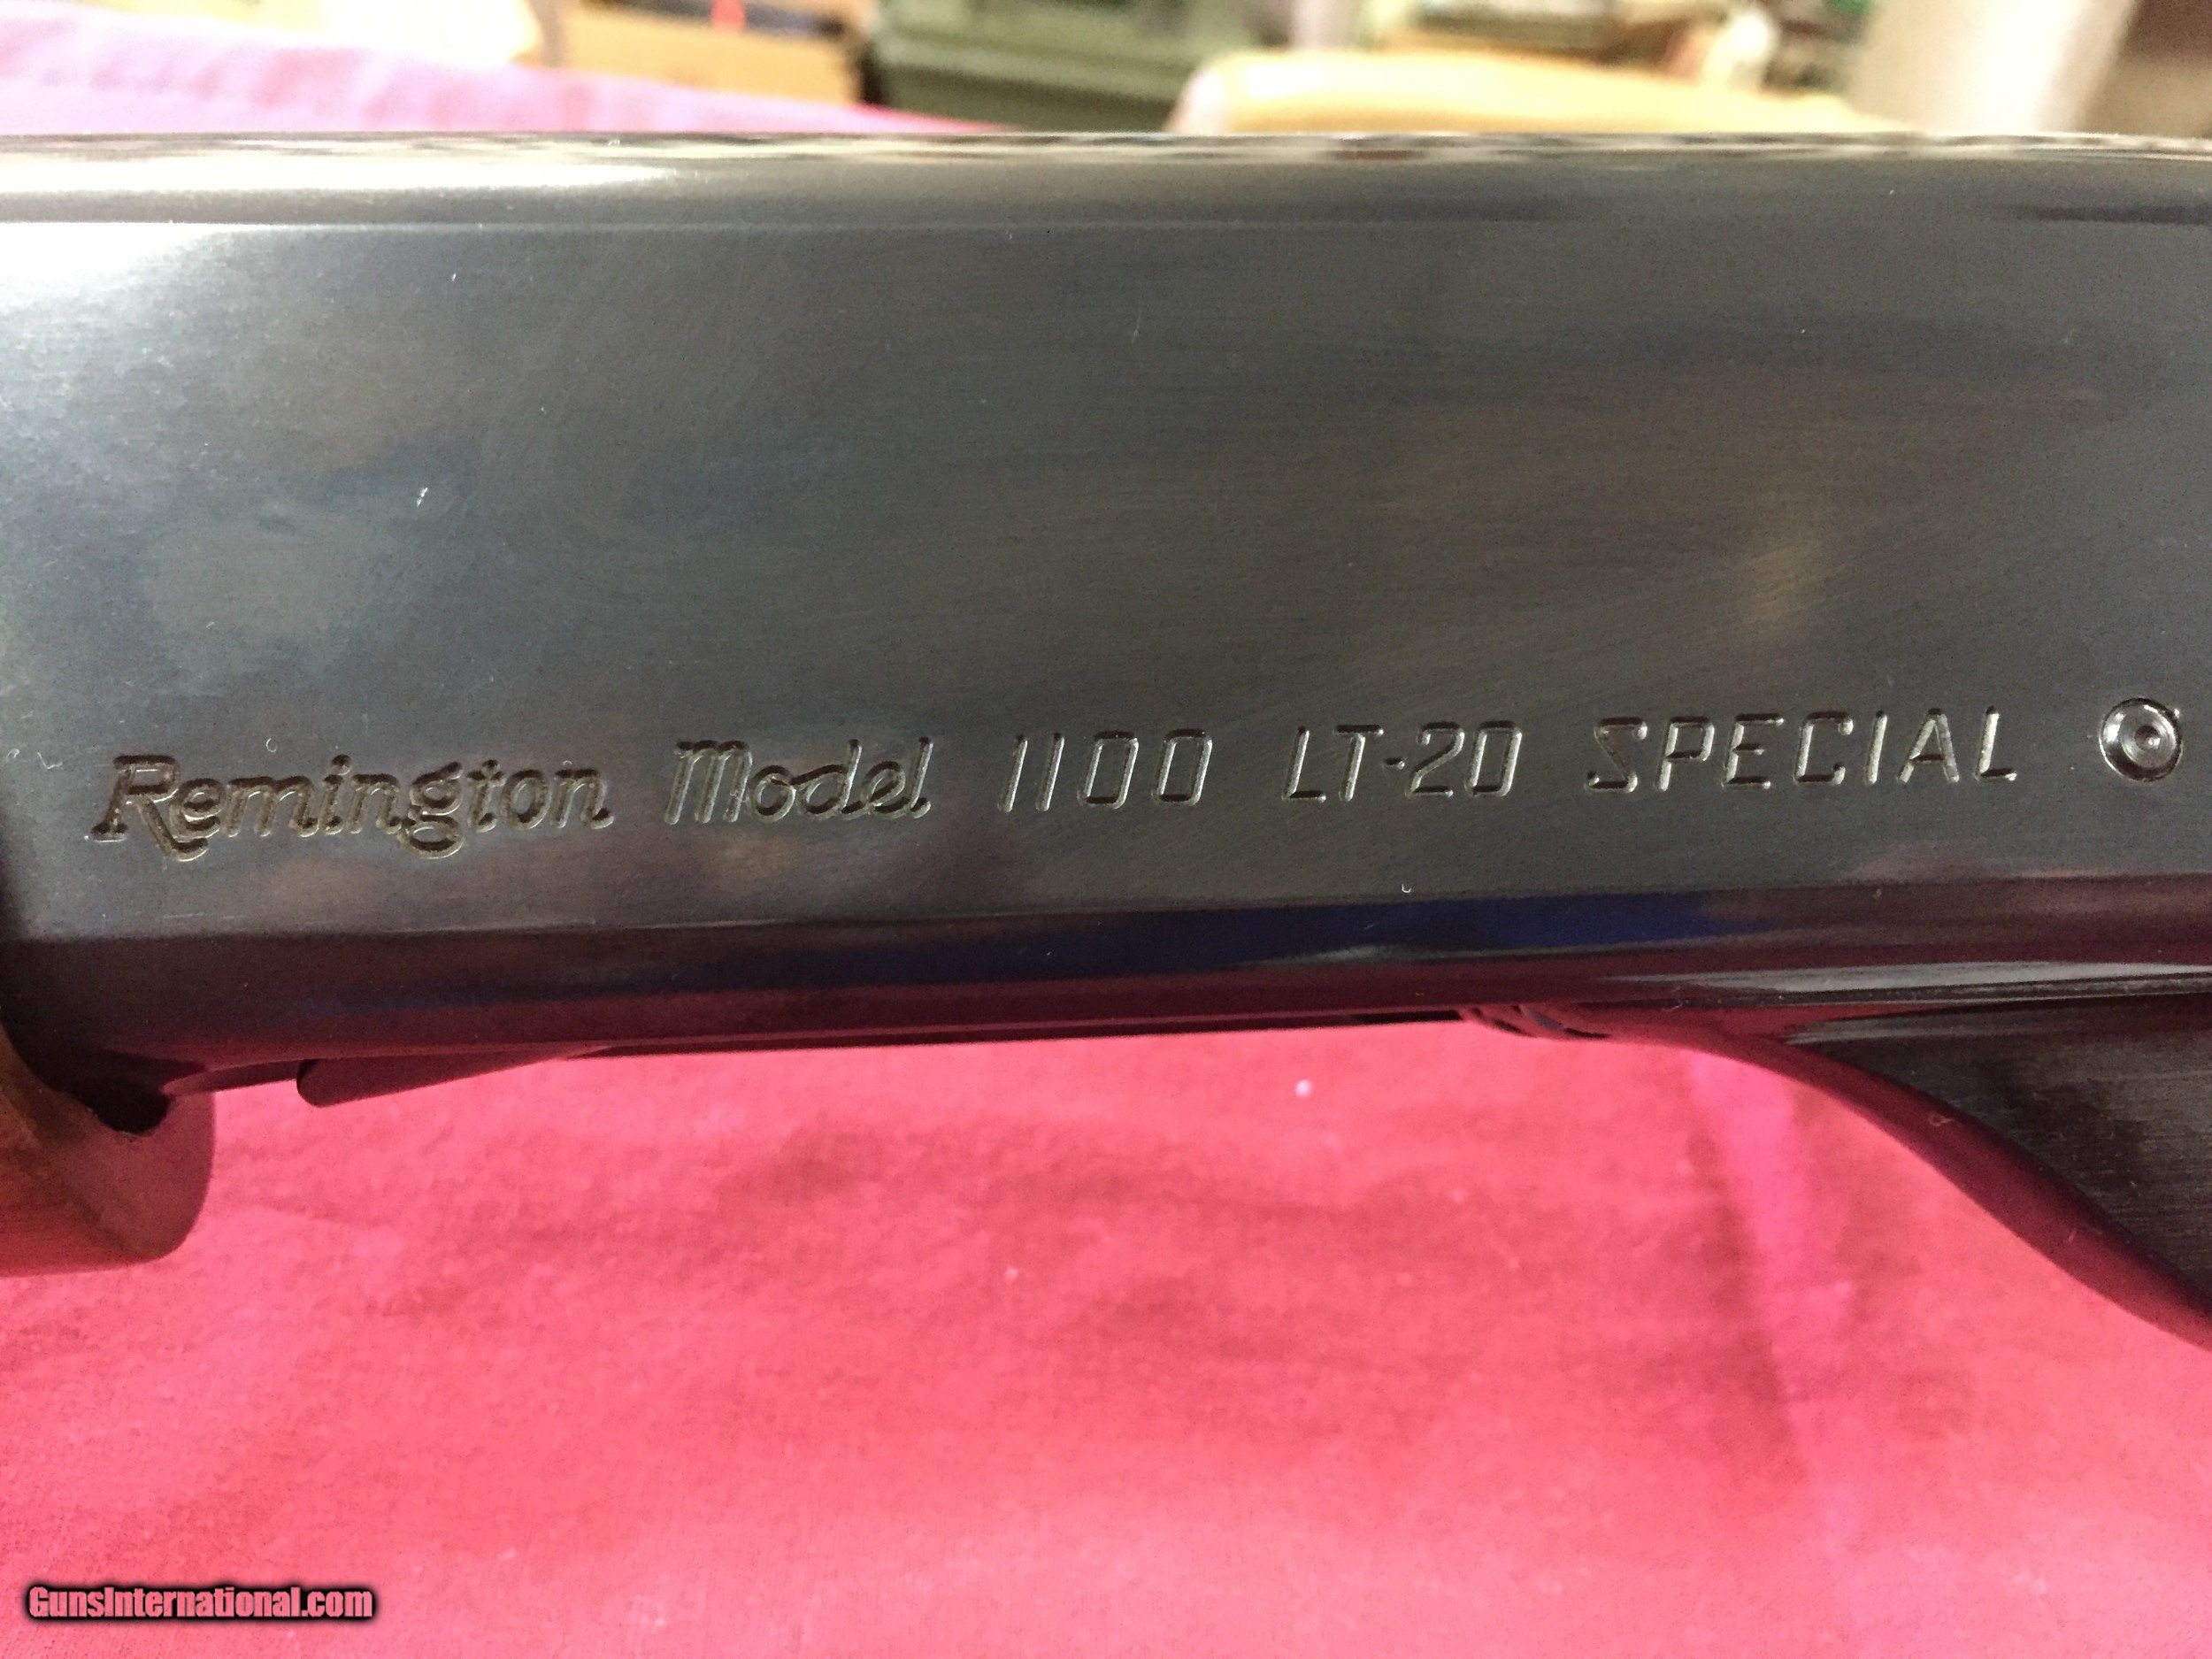 Remington Model 1100 LT-20 SPECIAL
GunsInternational.com